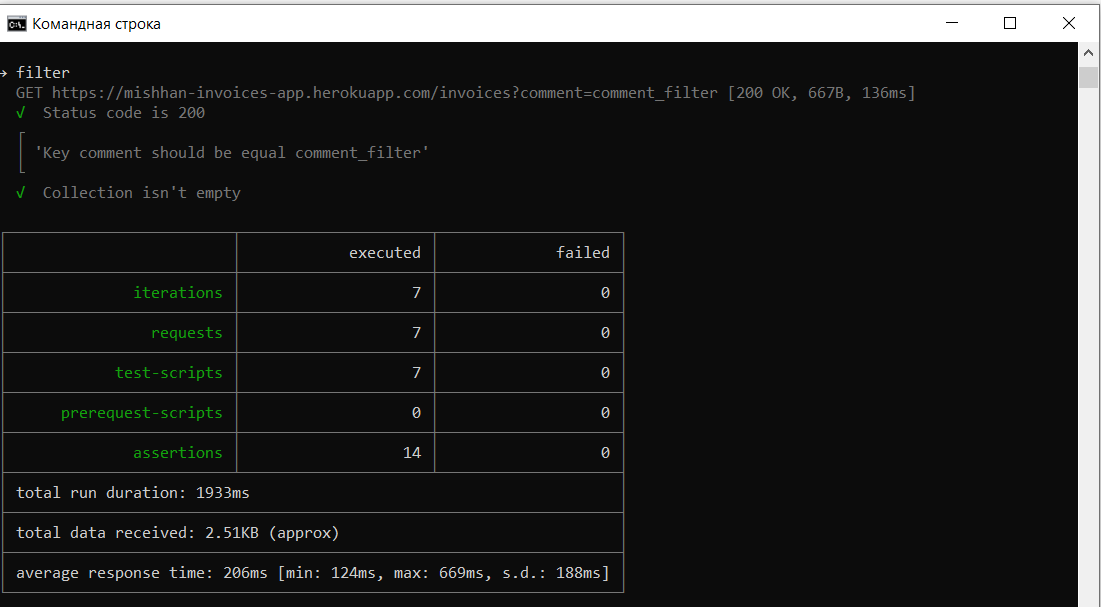 Командная строка
→ filter
GET https://mishhan-invoices-app.herokuapp.com/invoices?comment=comment_filter [200 OK, 667B, 136ms]
√ Status code is 200
'Key comment should be equal comment_filter'
√ Collection isn't empty
executed failed
iterations 7 0
requests 7 0
test-scripts 7 0
prerequest-scripts 0 0
assertions 14 0
total run duration: 1933ms
total data received: 2.51KB (approx)
average response time: 206ms [min: 124ms, max: 669ms, s.d.: 188ms]